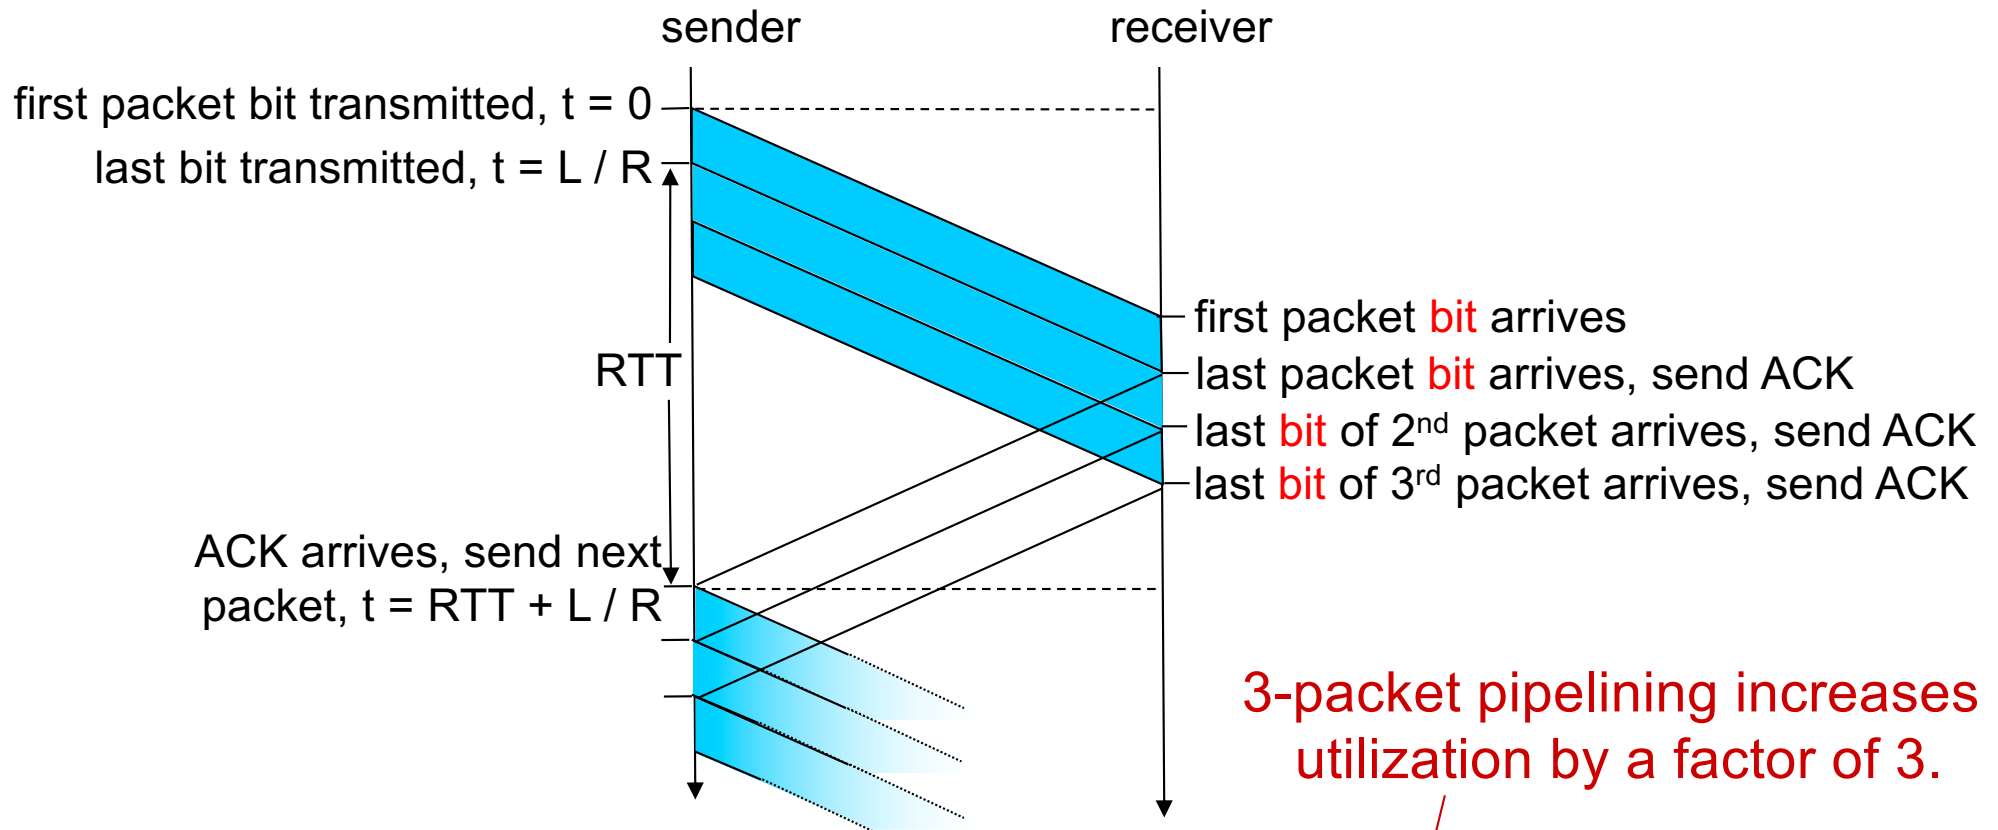 sender
receiver
first packet bit transmitted, t = 0
last bit transmitted, t = L / R
first packet bit arrives
RTT
last packet bit arrives, send ACK
last bit of 2nd packet arrives, send ACK
last bit of 3rd packet arrives, send ACK
ACK arrives, send next
packet, t = RTT + L / R
3-packet pipelining increases
utilization by a factor of 3.